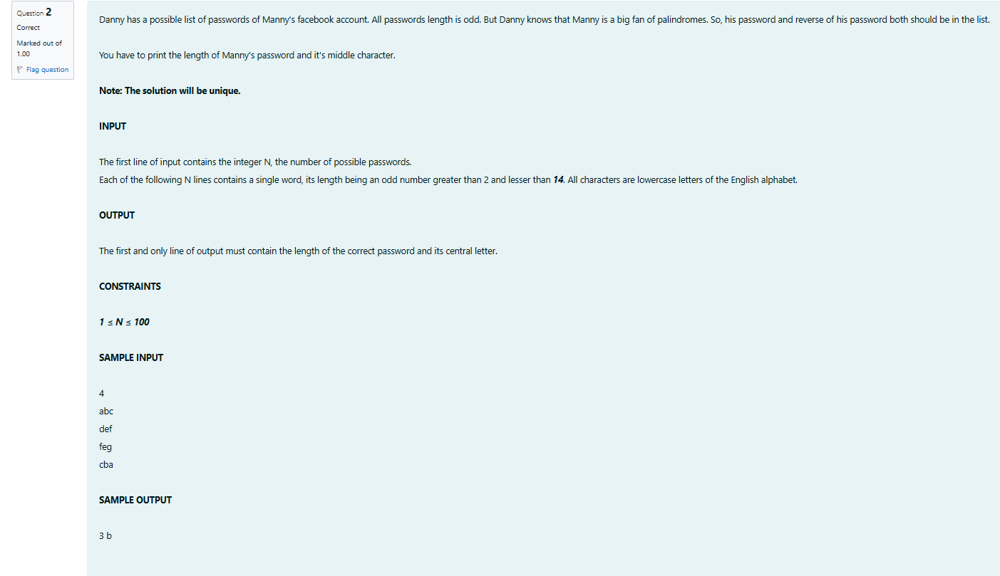 Question 2
Correct
Marked out of
1.00
Flag question
Danny has a possible list of passwords of Manny's facebook account. All passwords length is odd. But Danny knows that Manny is a big fan of palindromes. So, his password and reverse of his password both should be in the list.
You have to print the length of Manny's password and it's middle character.
Note: The solution will be unique.
INPUT
The first line of input contains the integer N, the number of possible passwords.
Each of the following N lines contains a single word, its length being an odd number greater than 2 and lesser than 14. All characters are lowercase letters of the English alphabet.
OUTPUT
The first and only line of output must contain the length of the correct password and its central letter.
CONSTRAINTS
1 ≤ N ≤ 100
SAMPLE INPUT
4
abc
def
feg
cba
SAMPLE OUTPUT
3 b